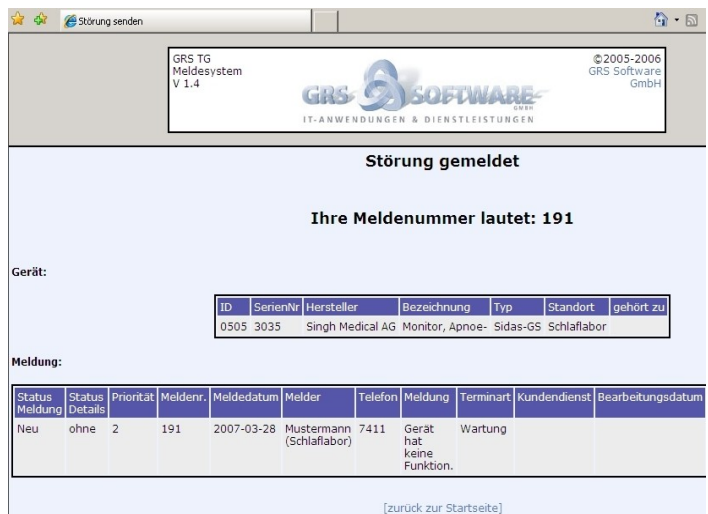 Störung senden
GRS TG
Meldesystem
V 1.4
GRS SOFTWARE
GMBH
IT-ANWENDUNGEN & DIENSTLEISTUNGEN
©2005-2006
GRS Software
GmbH
Störung gemeldet
Ihre Meldenummer lautet: 191
Gerät:
ID SerienNr Hersteller Bezeichnung Typ Standort gehört zu
0505 3035 Singh Medical AG Monitor, Apnoe- Sidas-GS Schlaflabor
Meldung:
Status Meldung Status Details Priorität Meldenr. Meldedatum Melder Telefon Meldung Terminart Kundendienst Bearbeitungsdatum
Neu ohne 2 191 2007-03-28 Mustermann (Schlaflabor) 7411 Gerät hat keine Funktion. Wartung
[zurück zur Startseite]